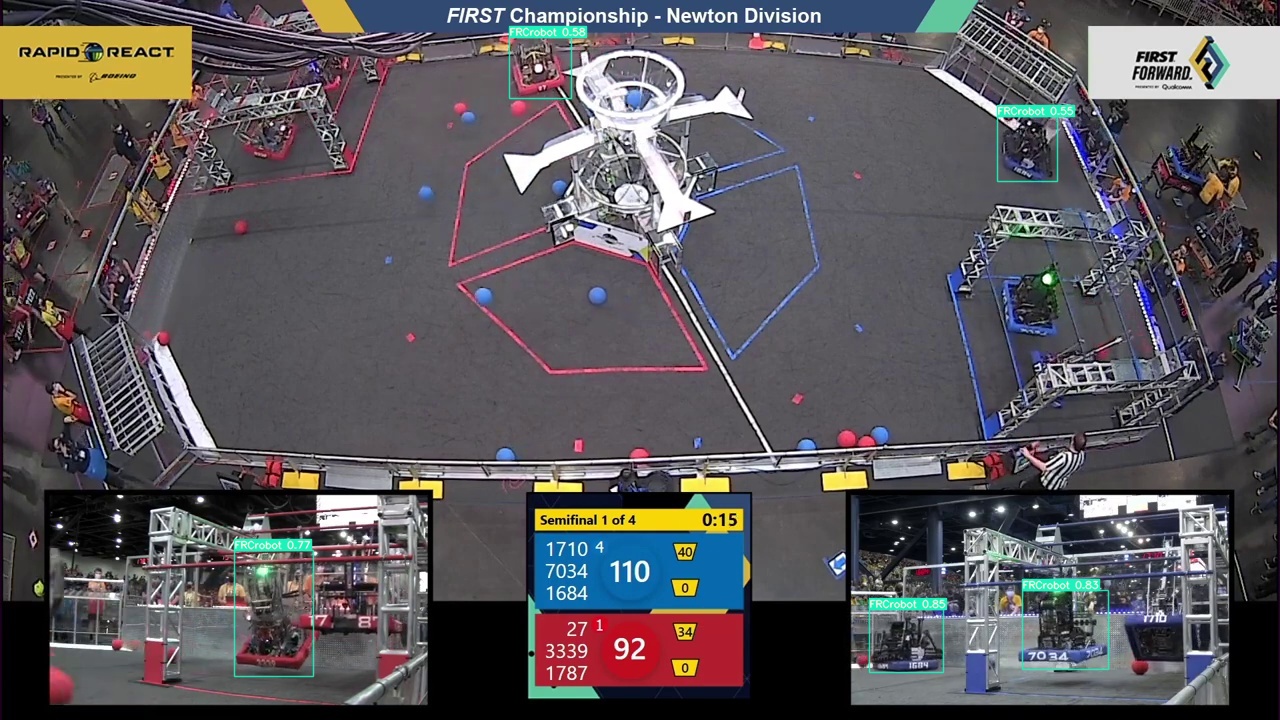 FIRST Championship - Newton Division
FRCrobot 0.58
RAPID REACT
PRESENTED BY BOEING
FIRST
FORWARD
PRESENTED BY Qualcomm
FRCrobot 0.55
1684
FRCrobot 0.77
Semifinal 1 of 4 0:15
1710 4
7034
1684
110
40
0
27 1
3339
1787
92
34
0
FRCrobot 0.85
FRCrobot 0.83
1684
7034
1710